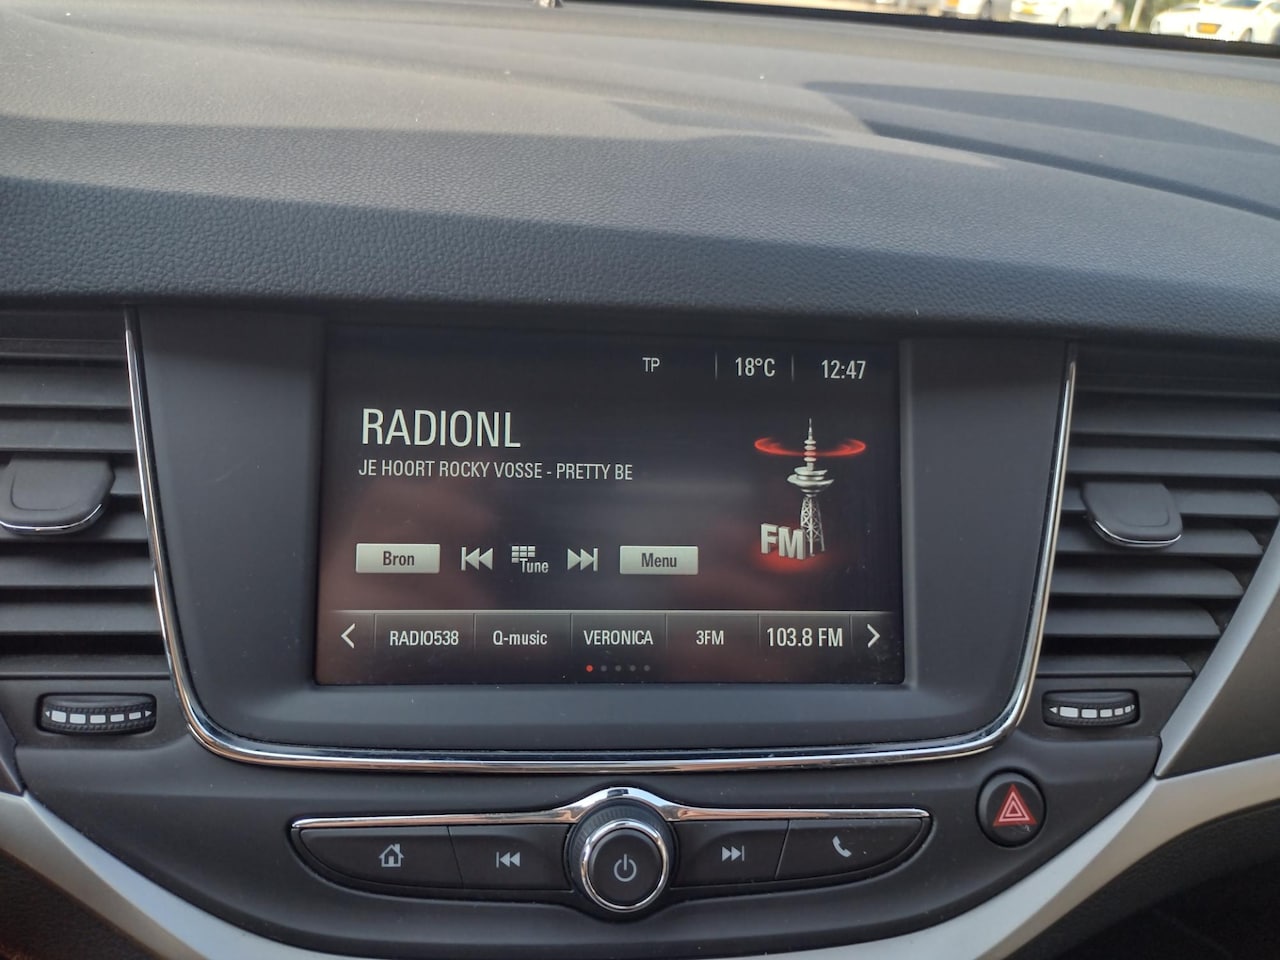 TP 18°C 12:47
RADIONL
JE HOORT ROCKY VOSSE - PRETTY BE
FM
Bron Tune Menu
RADIO538 Q-music VERONICA 3FM 103.8 FM